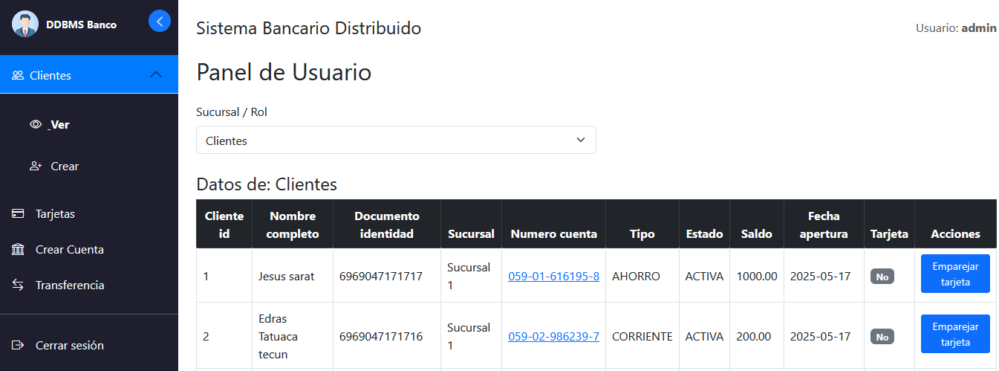 DDBMS Banco
Clientes
Ver
Crear
Tarjetas
Crear Cuenta
Transferencia
Cerrar sesión
Sistema Bancario Distribuido
Usuario: admin
Panel de Usuario
Sucursal / Rol
Clientes
Datos de: Clientes
Cliente id Nombre completo Documento identidad Sucursal Numero cuenta Tipo Estado Saldo Fecha apertura Tarjeta Acciones
1 Jesus sarat 6969047171717 Sucursal 1 059-01-616195-8 AHORRO ACTIVA 1000.00 2025-05-17 No Emparejar tarjeta
2 Edras Tatuaca tecun 6969047171716 Sucursal 1 059-02-986239-7 CORRIENTE ACTIVA 200.00 2025-05-17 No Emparejar tarjeta